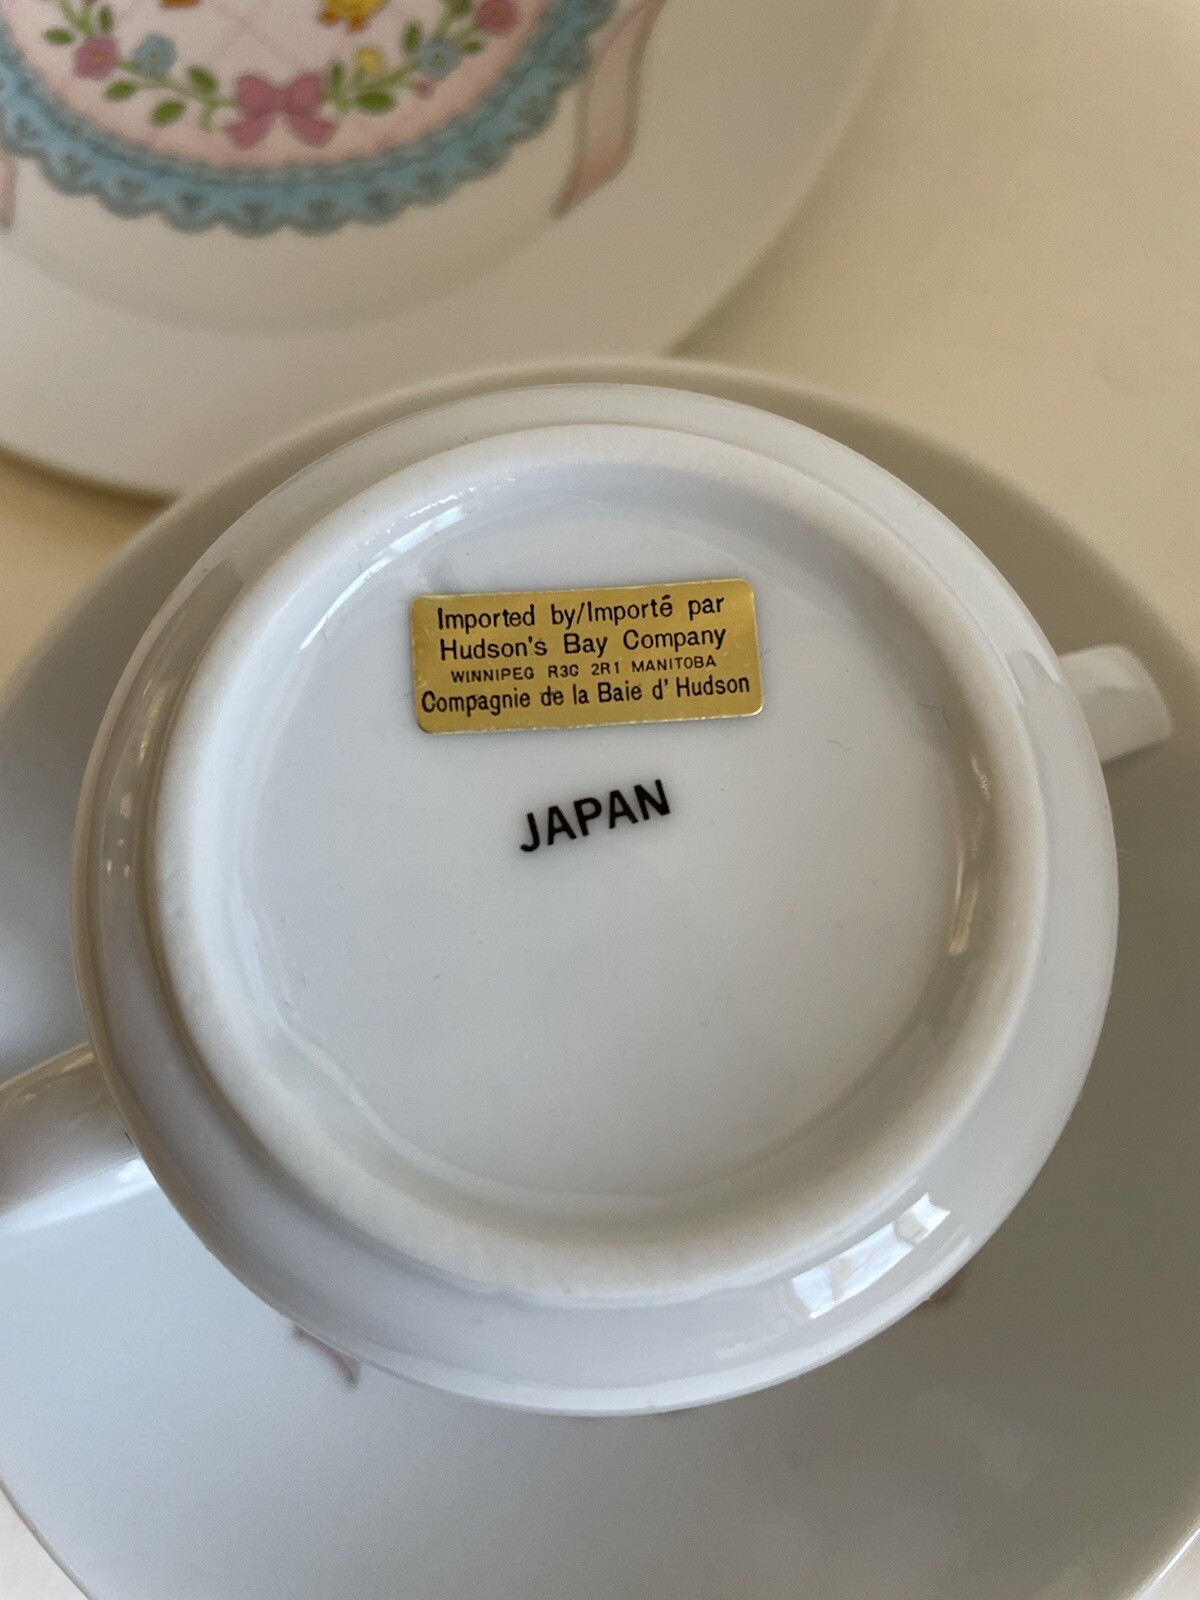 Imported by/Importé par
Hudson's Bay Company
WINNIPEG R3C 2R1 MANITOBA
Compagnie de la Baie d' Hudson
JAPAN